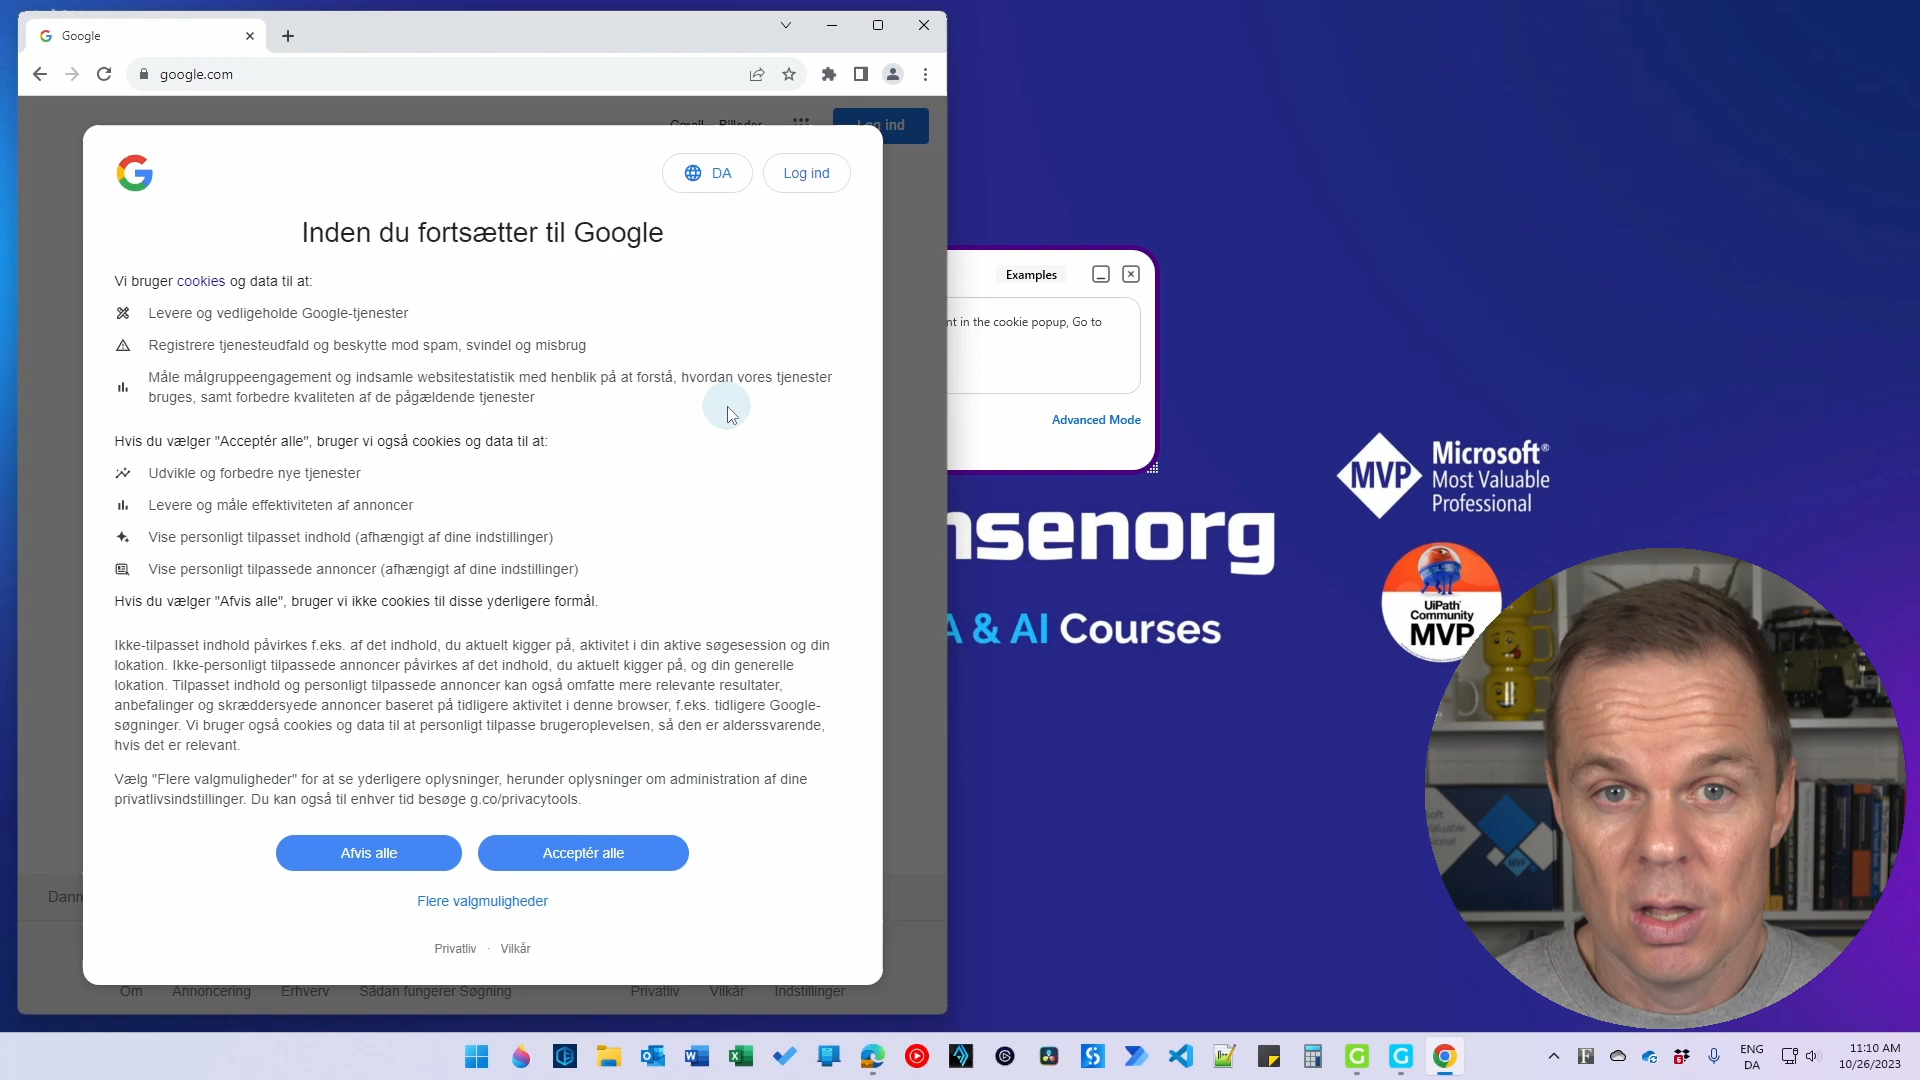 Google
google.com
Gmail Billeder
Log ind
DA
Log ind
Inden du fortsætter til Google
Vi bruger cookies og data til at:
Levere og vedligeholde Google-tjenester
Registrere tjenesteudfald og beskytte mod spam, svindel og misbrug
Måle målgruppeengagement og indsamle websitestatistik med henblik på at forstå, hvordan vores tjenester
bruges, samt forbedre kvaliteten af de pågældende tjenester
Hvis du vælger "Acceptér alle", bruger vi også cookies og data til at:
Udvikle og forbedre nye tjenester
Levere og måle effektiviteten af annoncer
Vise personligt tilpasset indhold (afhængigt af dine indstillinger)
Vise personligt tilpassede annoncer (afhængigt af dine indstillinger)
Hvis du vælger "Afvis alle", bruger vi ikke cookies til disse yderligere formål.
Ikke-tilpasset indhold påvirkes f.eks. af det indhold, du aktuelt kigger på, aktivitet i din aktive søgesession og din
lokation. Ikke-personligt tilpassede annoncer påvirkes af det indhold, du aktuelt kigger på, og din generelle
lokation. Tilpasset indhold og personligt tilpassede annoncer kan også omfatte mere relevante resultater,
anbefalinger og skræddersyede annoncer baseret på tidligere aktivitet i denne browser, f.eks. tidligere Google-
søgninger. Vi bruger også cookies og data til at personligt tilpasse brugeroplevelsen, så den er alderssvarende,
hvis det er relevant.
Vælg "Flere valgmuligheder" for at se yderligere oplysninger, herunder oplysninger om administration af dine
privatlivsindstillinger. Du kan også til enhver tid besøge g.co/privacytools.
Afvis alle
Acceptér alle
Flere valgmuligheder
Privatliv · Vilkår
Dann
Om Annoncering Erhverv Sådan fungerer Søgning Privatliv Vilkår Indstillinger
Examples
nt in the cookie popup, Go to
Advanced Mode
nsenorg
A & AI Courses
MVP
Microsoft®
Most Valuable
Professional
UiPath
Community
MVP
ENG
DA
11:10 AM
10/26/2023